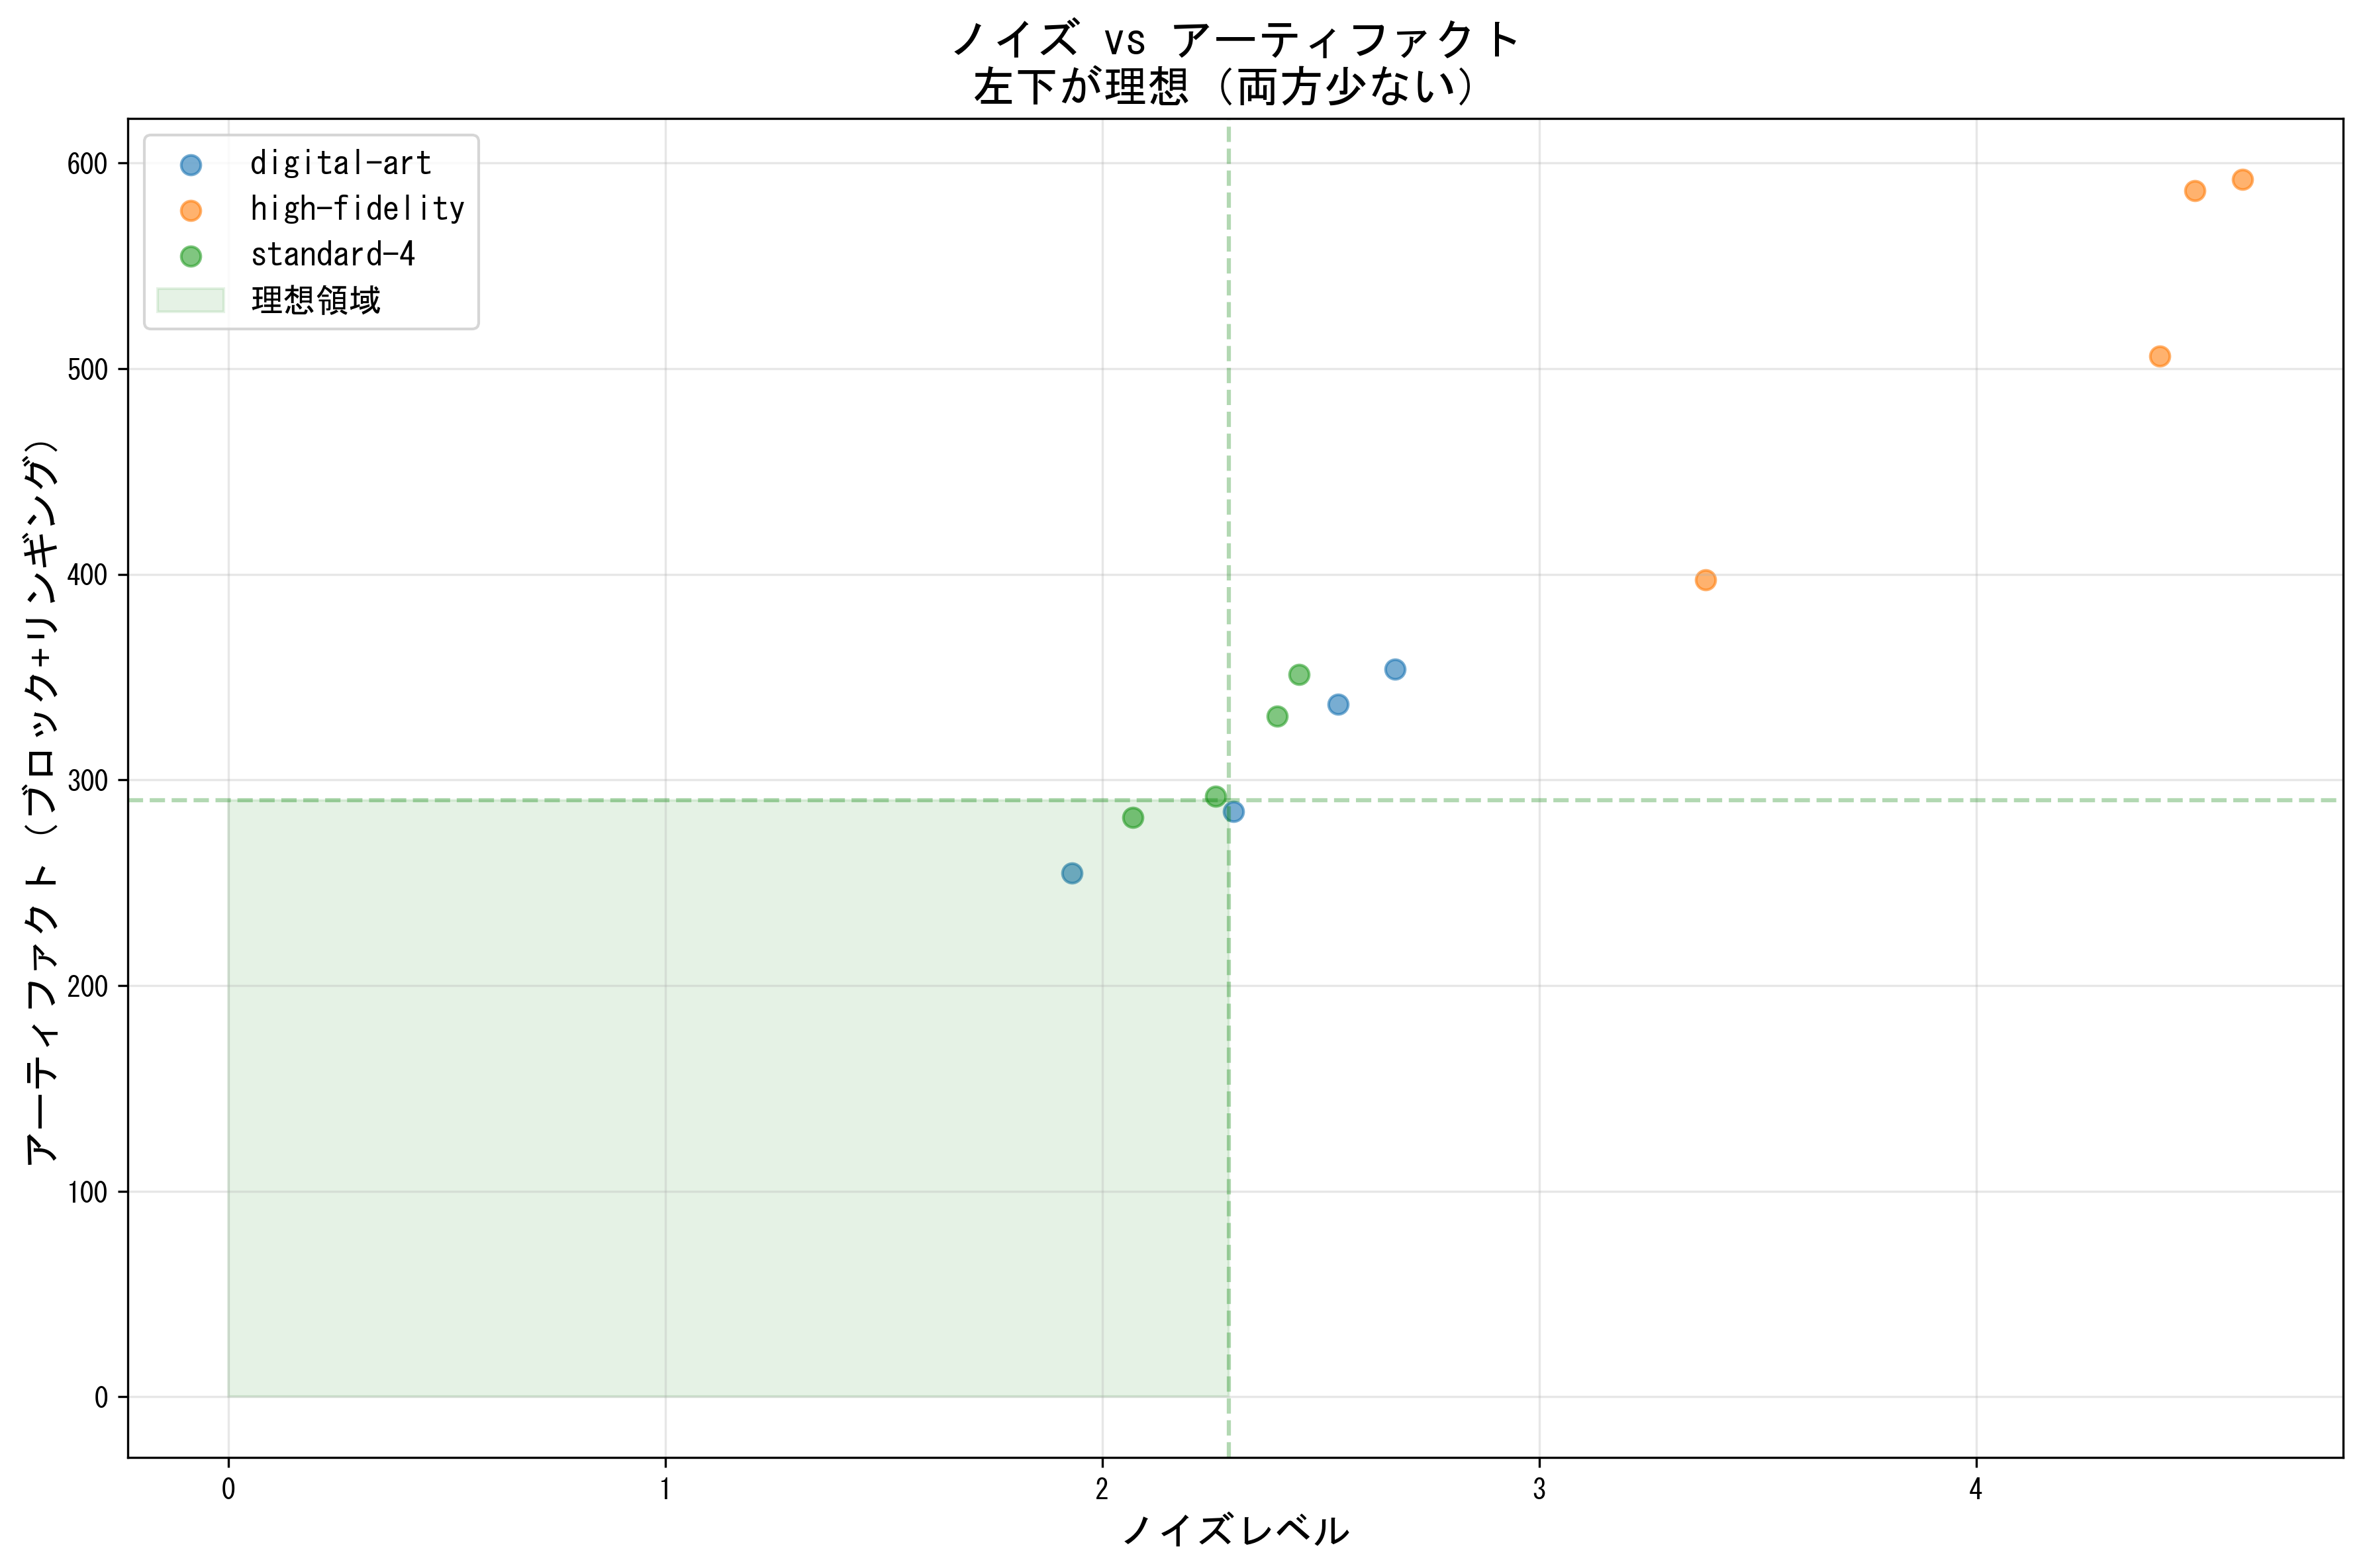 ノイズ vs アーティファクト
左下が理想（両方少ない）
digital-art
high-fidelity
standard-4
理想領域
アーティファクト（ブロック+リンギング）
600
500
400
300
200
100
0
0
1
2
3
4
ノイズレベル